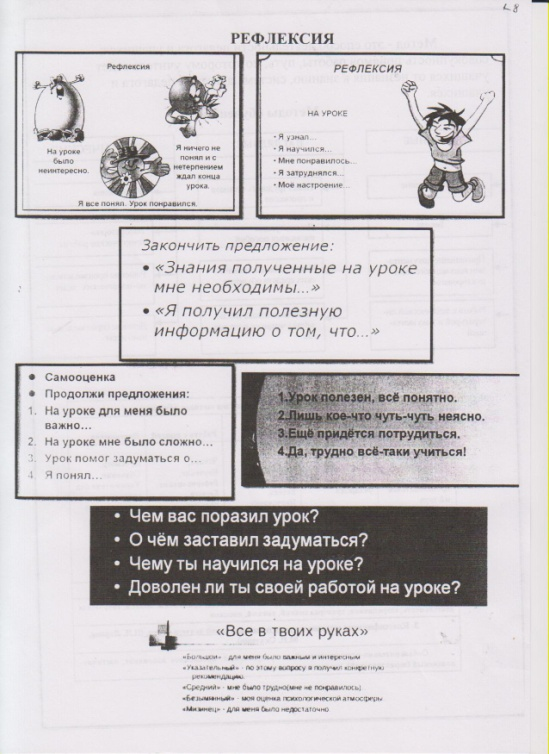 L 8
РЕФЛЕКСИЯ
Рефлексия
На уроке
было
неинтересно.
Я ничего не
понял и с
нетерпением
ждал конца
урока.
Я все понял. Урок понравился.
РЕФЛЕКСИЯ
НА УРОКЕ
• Я узнал...
• Я научился...
• Мне понравилось...
• Я затруднялся...
• Мое настроение...
Закончить предложение:
• «Знания полученные на уроке
мне необходимы...»
• «Я получил полезную
информацию о том, что...»
• Самооценка
• Продолжи предложения:
1. На уроке для меня было
важно...
2. На уроке мне было сложно...
3. Урок помог задуматься о...
4. Я понял...
1.Урок полезен, всё понятно.
2.Лишь кое-что чуть-чуть неясно.
3.Ещё придётся потрудиться.
4.Да, трудно всё-таки учиться!
• Чем вас поразил урок?
• О чём заставил задуматься?
• Чему ты научился на уроке?
• Доволен ли ты своей работой на уроке?
«Все в твоих руках»
«Большой» - для меня было важным и интересным
«Указательный» - по этому вопросу я получил конкретную
рекомендацию.
«Средний» - мне было трудно(мне не понравилось)
«Безымянный» - моя оценка психологической атмосферы
«Мизинец» - для меня было недостаточно